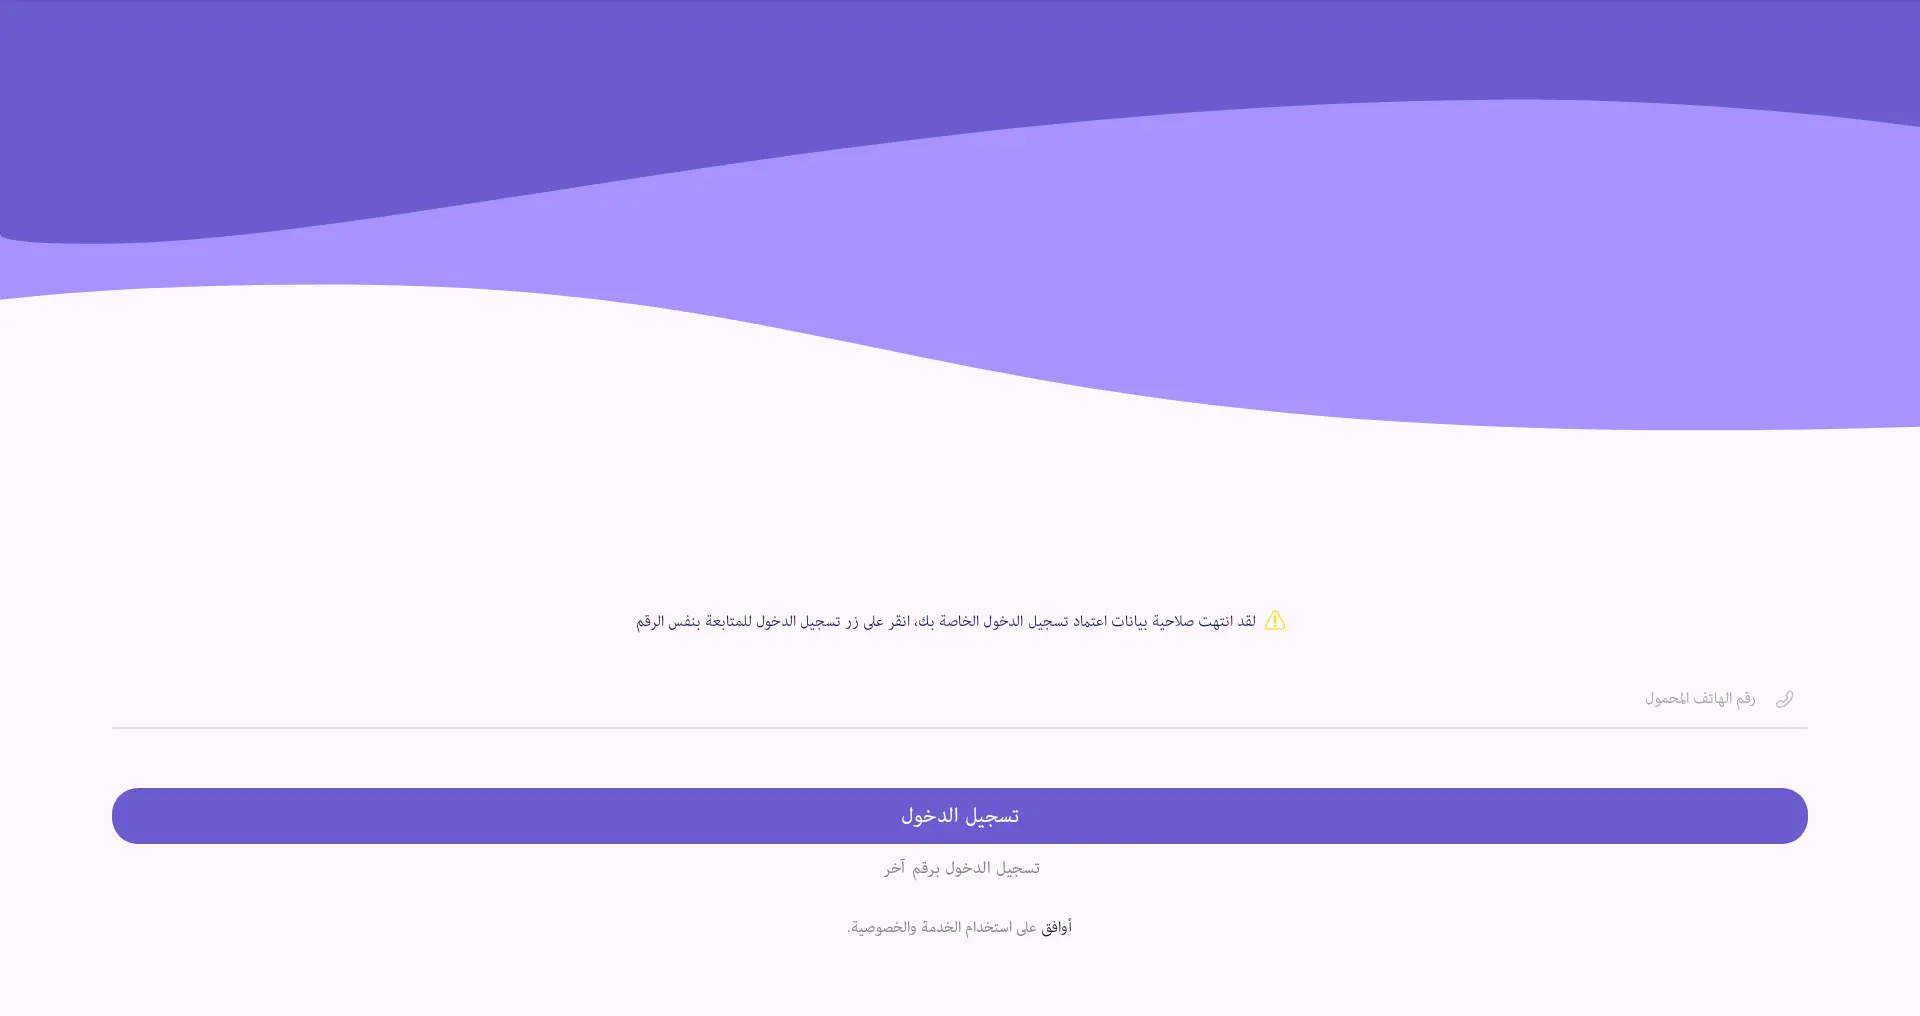 لقد انتهت صلاحية بيانات اعتماد تسجيل الدخول الخاصة بك، انقر على زر تسجيل الدخول للمتابعة بنفس الرقم
رقم الهاتف المحمول
تسجيل الدخول
تسجيل الدخول برقم آخر
أوافق على استخدام الخدمة والخصوصية.